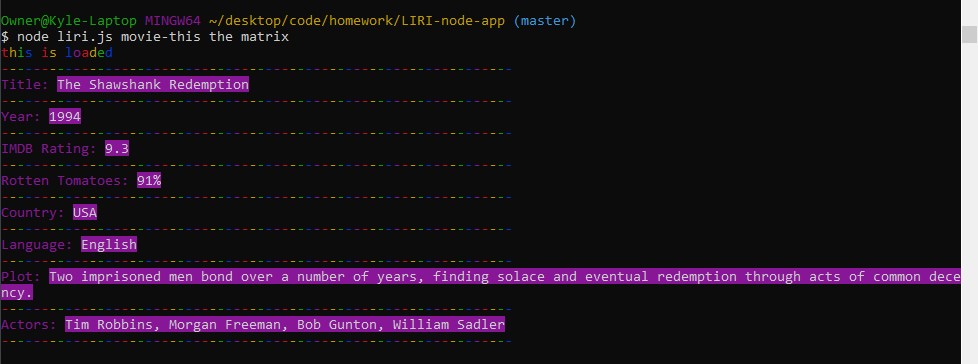 Owner@Kyle-Laptop MINGW64 ~/desktop/code/homework/LIRI-node-app (master)
$ node liri.js movie-this the matrix
this is loaded
----------------------------------------------------------------
Title: The Shawshank Redemption
----------------------------------------------------------------
Year: 1994
----------------------------------------------------------------
IMDB Rating: 9.3
----------------------------------------------------------------
Rotten Tomatoes: 91%
----------------------------------------------------------------
Country: USA
----------------------------------------------------------------
Language: English
----------------------------------------------------------------
Plot: Two imprisoned men bond over a number of years, finding solace and eventual redemption through acts of common dece
ncy.
----------------------------------------------------------------
Actors: Tim Robbins, Morgan Freeman, Bob Gunton, William Sadler
----------------------------------------------------------------